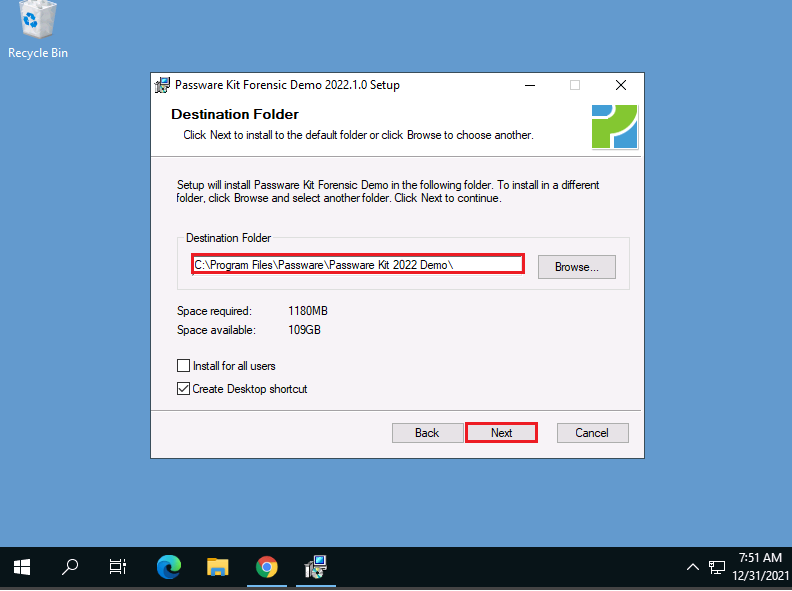 Recycle Bin
Passware Kit Forensic Demo 2022.1.0 Setup
Destination Folder
Click Next to install to the default folder or click Browse to choose another.
Setup will install Passware Kit Forensic Demo in the following folder. To install in a different
folder, click Browse and select another folder. Click Next to continue.
Destination Folder
C:\Program Files\Passware\Passware Kit 2022 Demo\
Browse...
Space required: 1180MB
Space available: 109GB
Install for all users
Create Desktop shortcut
Back Next Cancel
7:51 AM
12/31/2021